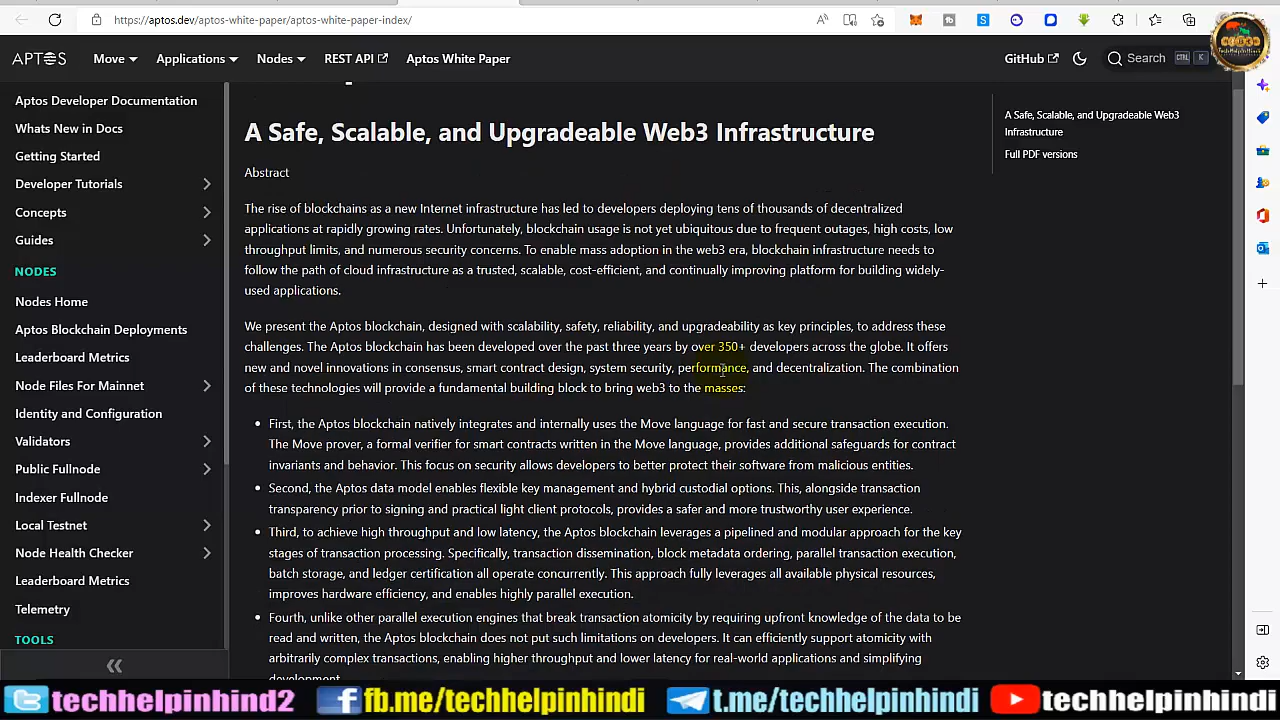 https://aptos.dev/aptos-white-paper/aptos-white-paper-index/
APTOS
Move
Applications
Nodes
REST API
Aptos White Paper
GitHub
Search
CTRL
K
Aptos Developer Documentation
Whats New in Docs
Getting Started
Developer Tutorials
Concepts
Guides
NODES
Nodes Home
Aptos Blockchain Deployments
Leaderboard Metrics
Node Files For Mainnet
Identity and Configuration
Validators
Public Fullnode
Indexer Fullnode
Local Testnet
Node Health Checker
Leaderboard Metrics
Telemetry
TOOLS
A Safe, Scalable, and Upgradeable Web3 Infrastructure
Abstract
The rise of blockchains as a new Internet infrastructure has led to developers deploying tens of thousands of decentralized
applications at rapidly growing rates. Unfortunately, blockchain usage is not yet ubiquitous due to frequent outages, high costs, low
throughput limits, and numerous security concerns. To enable mass adoption in the web3 era, blockchain infrastructure needs to
follow the path of cloud infrastructure as a trusted, scalable, cost-efficient, and continually improving platform for building widely-
used applications.
We present the Aptos blockchain, designed with scalability, safety, reliability, and upgradeability as key principles, to address these
challenges. The Aptos blockchain has been developed over the past three years by over 350+ developers across the globe. It offers
new and novel innovations in consensus, smart contract design, system security, performance, and decentralization. The combination
of these technologies will provide a fundamental building block to bring web3 to the masses:
• First, the Aptos blockchain natively integrates and internally uses the Move language for fast and secure transaction execution.
The Move prover, a formal verifier for smart contracts written in the Move language, provides additional safeguards for contract
invariants and behavior. This focus on security allows developers to better protect their software from malicious entities.
• Second, the Aptos data model enables flexible key management and hybrid custodial options. This, alongside transaction
transparency prior to signing and practical light client protocols, provides a safer and more trustworthy user experience.
• Third, to achieve high throughput and low latency, the Aptos blockchain leverages a pipelined and modular approach for the key
stages of transaction processing. Specifically, transaction dissemination, block metadata ordering, parallel transaction execution,
batch storage, and ledger certification all operate concurrently. This approach fully leverages all available physical resources,
improves hardware efficiency, and enables highly parallel execution.
• Fourth, unlike other parallel execution engines that break transaction atomicity by requiring upfront knowledge of the data to be
read and written, the Aptos blockchain does not put such limitations on developers. It can efficiently support atomicity with
arbitrarily complex transactions, enabling higher throughput and lower latency for real-world applications and simplifying
development.
A Safe, Scalable, and Upgradeable Web3
Infrastructure
Full PDF versions
techhelpinhind2
fb.me/techhelpinhindi
t.me/techhelpinhindi
techhelpinhindi